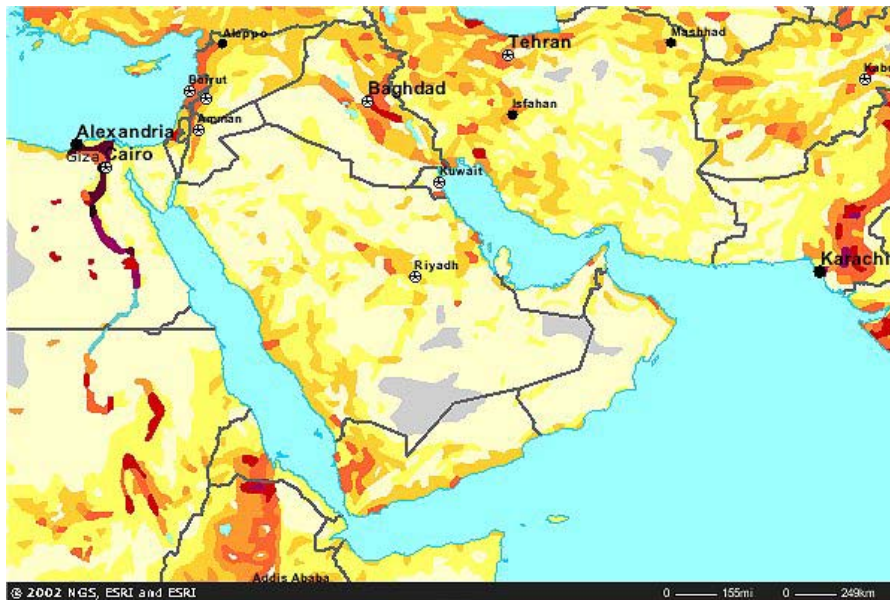 Aleppo
Tehran
Mashhad
Beirut
Baghdad
Kabu
Isfahan
Alexandria
Amman
Giza Cairo
Kuwait
Riyadh
Karachi
Addis Ababa
© 2002 NGS, ESRI and ESRI
0 155mi 0 249km